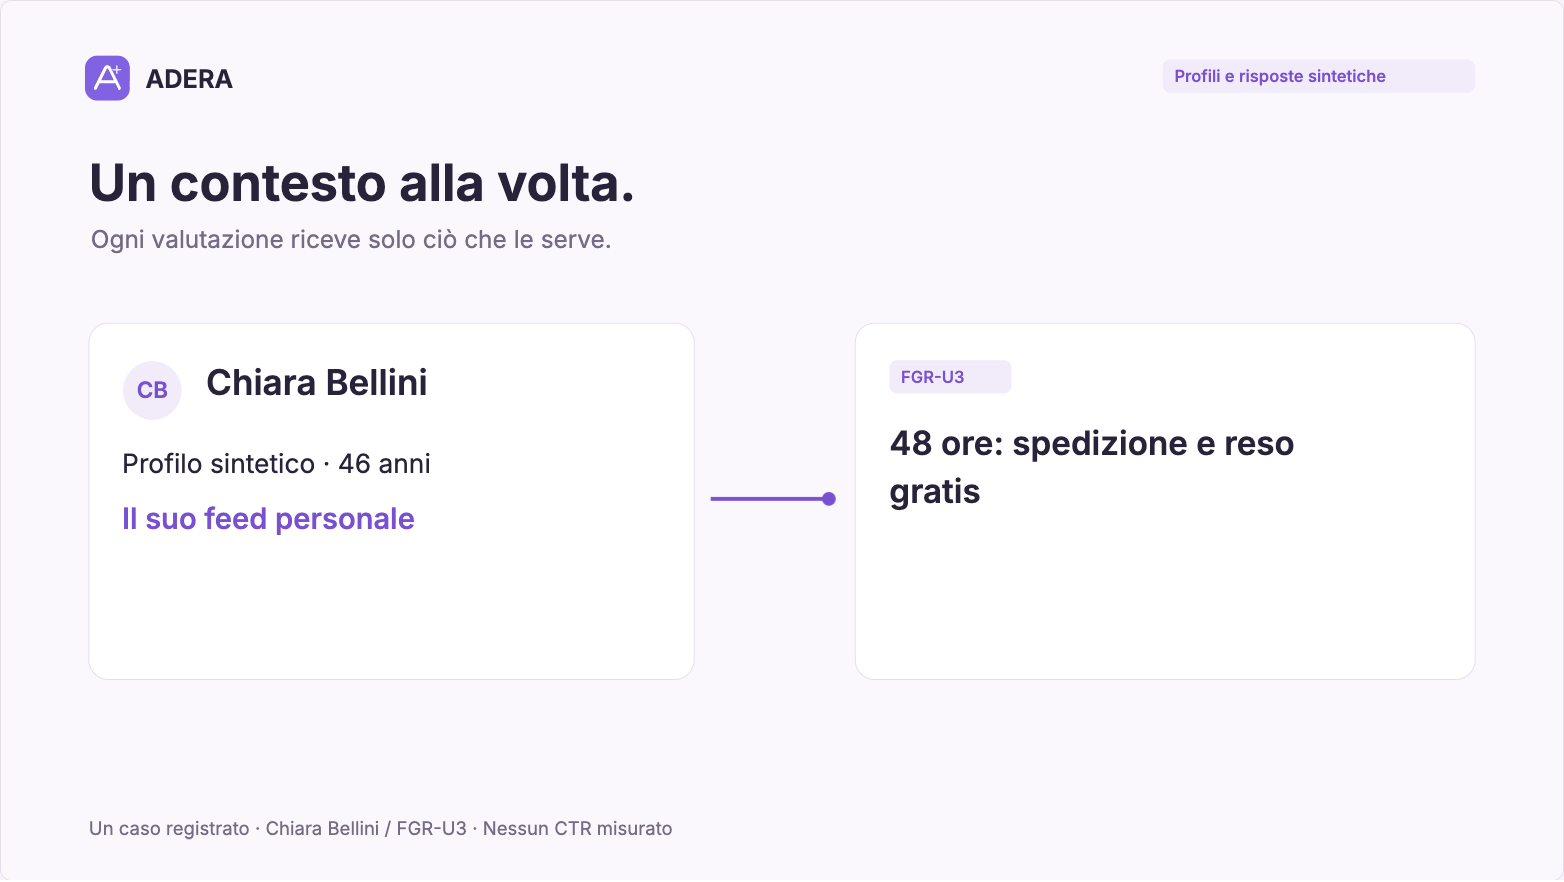 ADERA
Profili e risposte sintetiche
Un contesto alla volta.
Ogni valutazione riceve solo ciò che le serve.
CB
Chiara Bellini
Profilo sintetico · 46 anni
Il suo feed personale
FGR-U3
48 ore: spedizione e reso
gratis
Un caso registrato · Chiara Bellini / FGR-U3 · Nessun CTR misurato